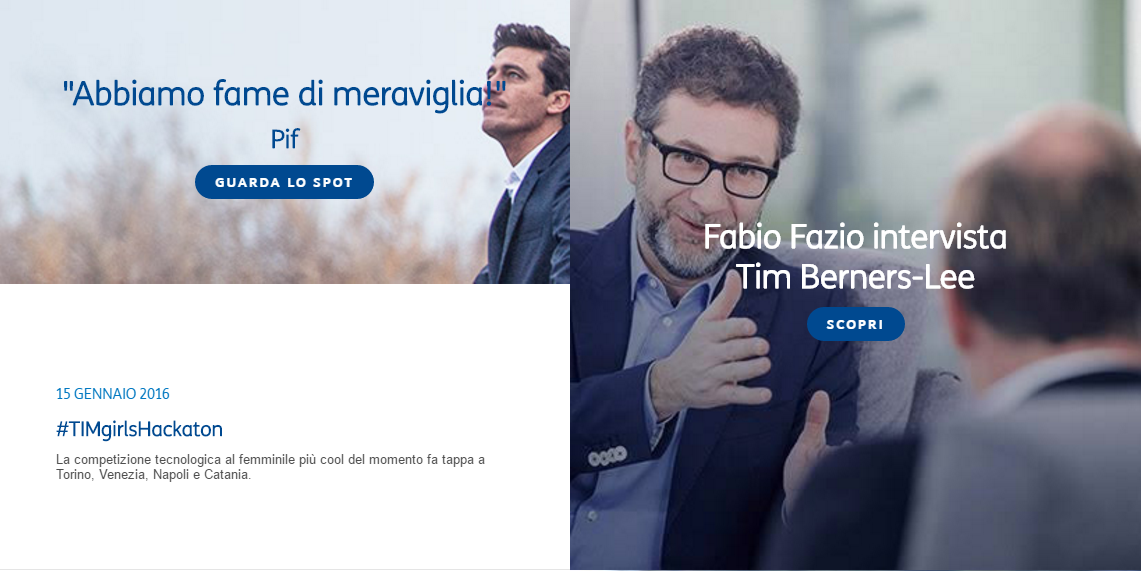 "Abbiamo fame di meraviglia!"
Pif
GUARDA LO SPOT
15 GENNAIO 2016
#TIMgirlsHackaton
La competizione tecnologica al femminile più cool del momento fa tappa a
Torino, Venezia, Napoli e Catania.
Fabio Fazio intervista
Tim Berners-Lee
SCOPRI